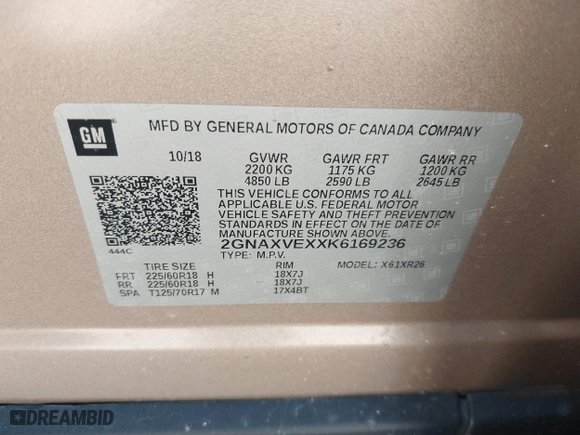 GM
MFD BY GENERAL MOTORS OF CANADA COMPANY
10/18 GVWR GAWR FRT GAWR RR
2200 KG 1175 KG 1200 KG
4850 LB 2590 LB 2645 LB
THIS VEHICLE CONFORMS TO ALL
APPLICABLE U.S. FEDERAL MOTOR
VEHICLE SAFETY AND THEFT PREVENTION
STANDARDS IN EFFECT ON THE DATE OF
MANUFACTURE SHOWN ABOVE.
444C 2GNAXVEXXK6169236
TYPE: M.P.V.
TIRE SIZE RIM MODEL: X61XR26
FRT 225/60R18 H 18X7J
RR 225/60R18 H 18X7J
SPA T125/70R17 M 17X4BT
DREAMBID